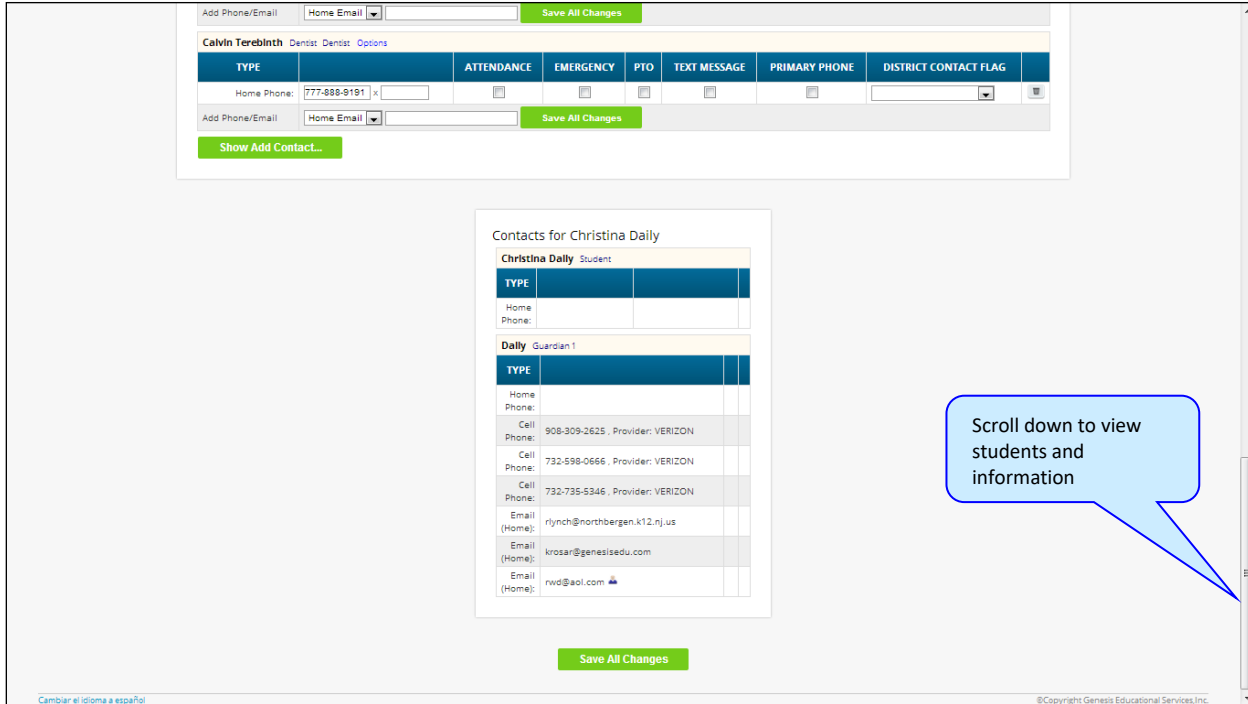 Add Phone/Email Home Email Save All Changes
Calvin Terebinth Dentist Dentist Options
TYPE ATTENDANCE EMERGENCY PTO TEXT MESSAGE PRIMARY PHONE DISTRICT CONTACT FLAG
Home Phone: 777-888-9191 x
Add Phone/Email Home Email Save All Changes
Show Add Contact...
Contacts for Christina Daily
Christina Daily Student
TYPE
Home
Phone:
Daily Guardian 1
TYPE
Home
Phone:
Cell
Phone: 908-309-2625 , Provider: VERIZON
Cell
Phone: 732-598-0666 , Provider: VERIZON
Cell
Phone: 732-735-5346 , Provider: VERIZON
Email
(Home): rlynch@northbergen.k12.nj.us
Email
(Home): krosar@genesisedu.com
Email
(Home): rwd@aol.com
Scroll down to view
students and
information
Save All Changes
Cambiar el idioma a español ©Copyright Genesis Educational Services,Inc.